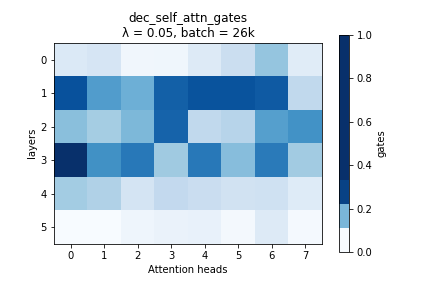 dec_self_attn_gates
λ = 0.05, batch = 26k
layers
0
1
2
3
4
5
0 1 2 3 4 5 6 7
Attention heads
1.0
0.8
0.6
0.4
0.2
0.0
gates